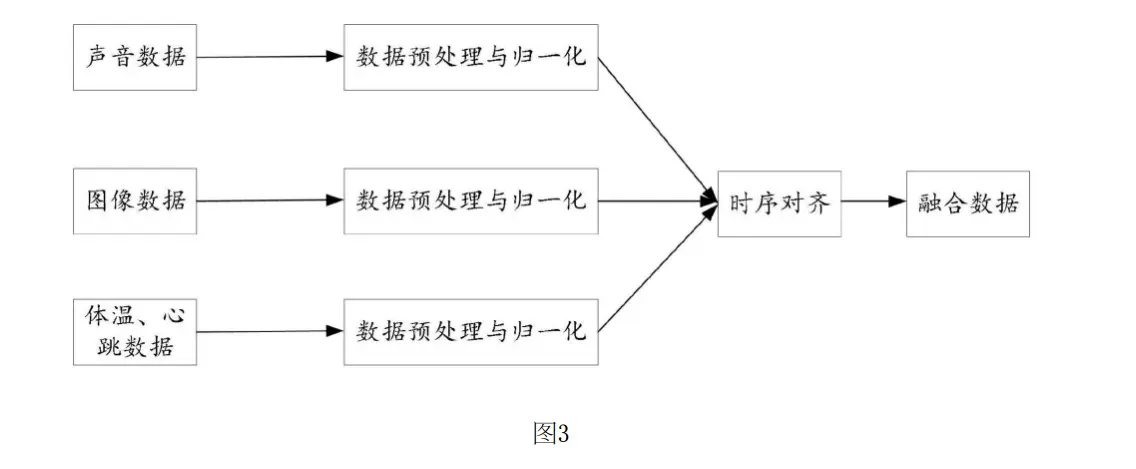 声音数据
数据预处理与归一化
图像数据
数据预处理与归一化
时序对齐
融合数据
体温、心
跳数据
数据预处理与归一化
图3